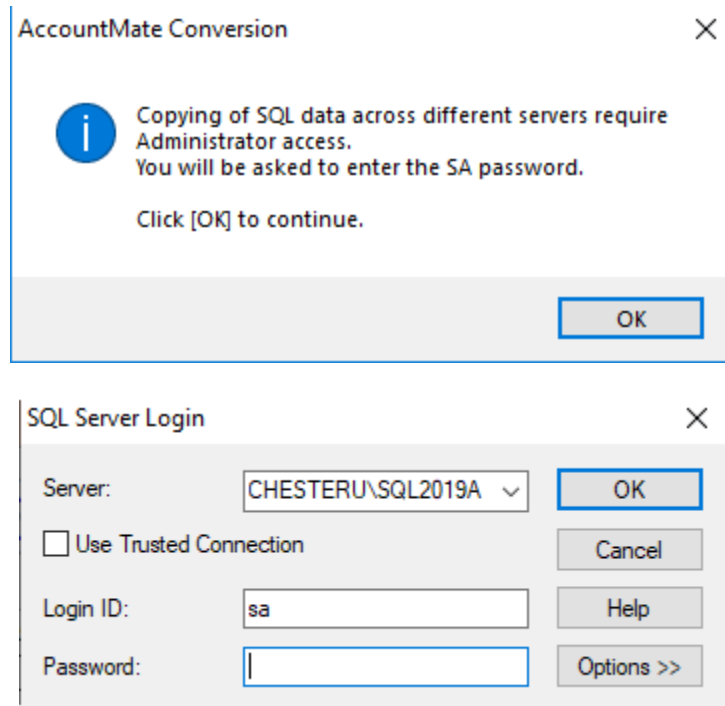 AccountMate Conversion
Copying of SQL data across different servers require
Administrator access.
You will be asked to enter the SA password.
Click [OK] to continue.
OK
SQL Server Login
Server: CHESTERU\SQL2019A OK
Use Trusted Connection Cancel
Login ID: sa Help
Password: Options >>